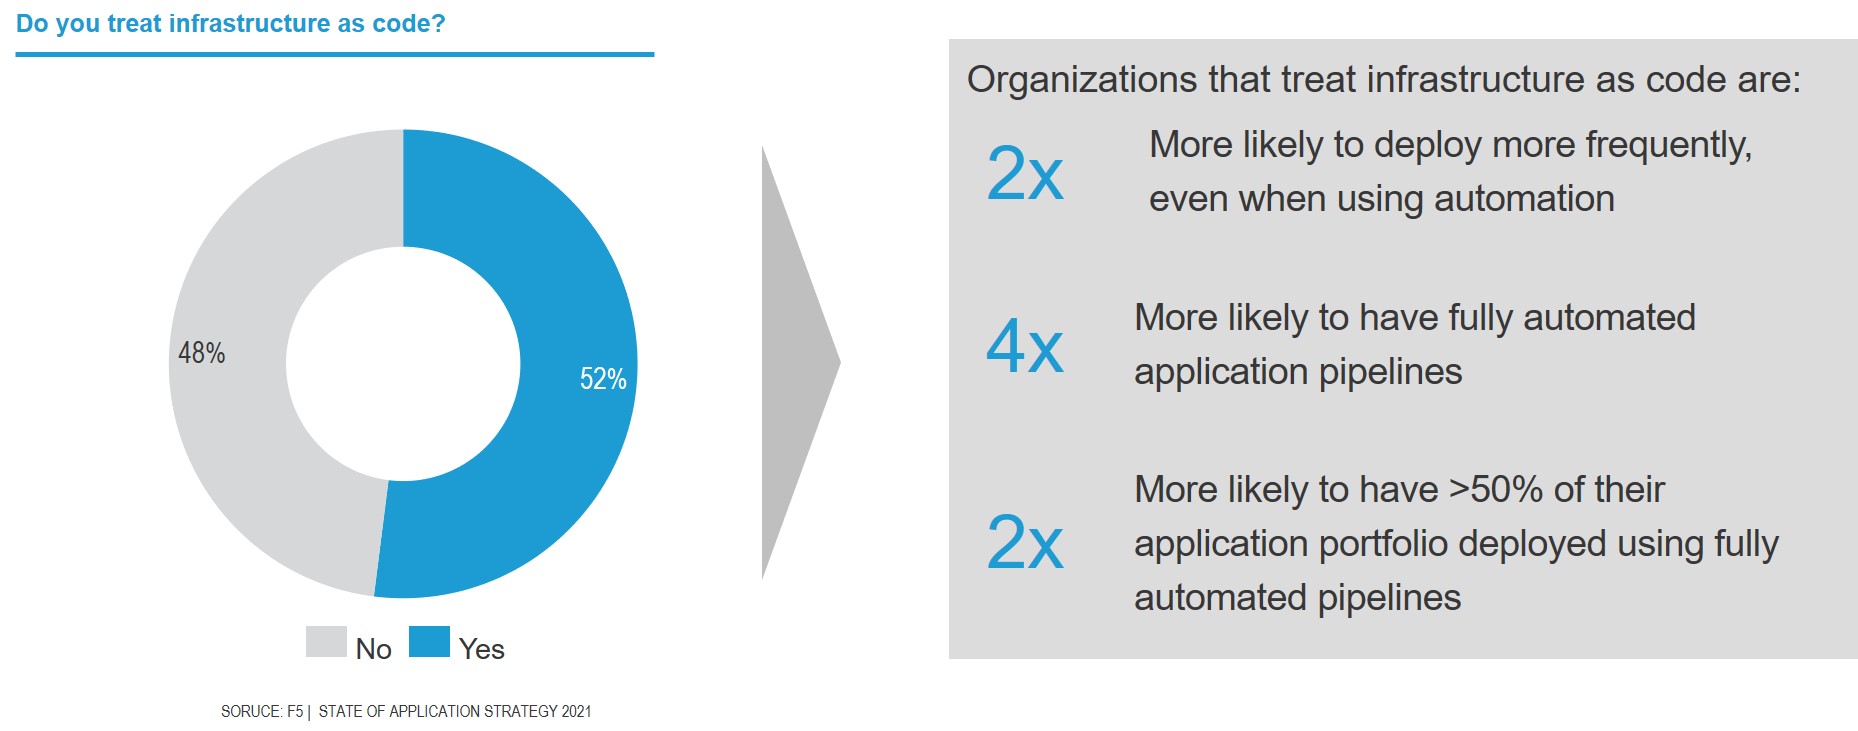 Do you treat infrastructure as code?
48%
52%
No
Yes
SORUCE: F5 | STATE OF APPLICATION STRATEGY 2021
Organizations that treat infrastructure as code are:
2x
More likely to deploy more frequently,
even when using automation
4x
More likely to have fully automated
application pipelines
2x
More likely to have >50% of their
application portfolio deployed using fully
automated pipelines